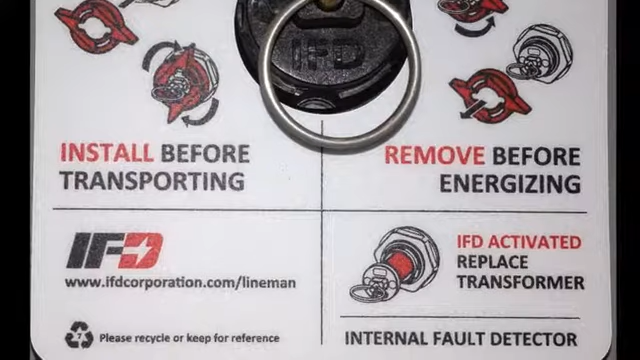 IFD
INSTALL BEFORE
TRANSPORTING
REMOVE BEFORE
ENERGIZING
IFD
www.ifdcorporation.com/lineman
Please recycle or keep for reference
IFD ACTIVATED
REPLACE
TRANSFORMER
INTERNAL FAULT DETECTOR